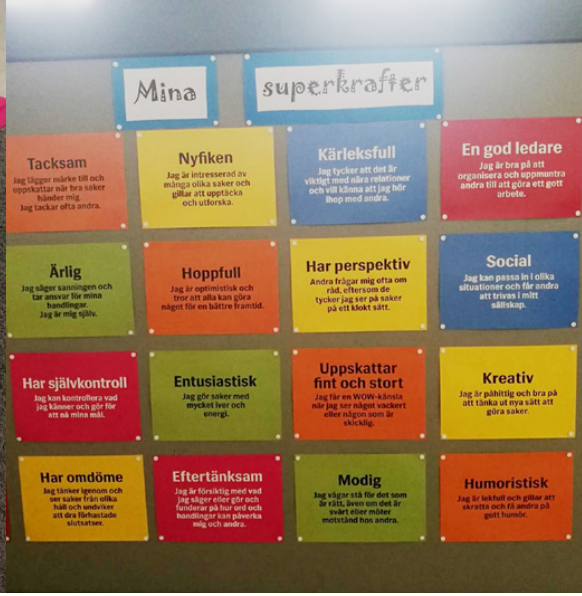 Mina
superkrafter
Tacksam
Jag lägger märke till och
uppskattar när bra saker
händer mig.
Jag tackar ofta andra.
Nyfiken
Jag är intresserad av
många olika saker och
gillar att upptäcka
och utforska.
Kärleksfull
Jag tycker att det är
viktigt med nära relationer
och vill känna att jag hör
ihop med andra.
En god ledare
Jag är bra på att
organisera och uppmuntra
andra till att göra ett gott
arbete.
Ärlig
Jag säger sanningen och
tar ansvar för mina
handlingar.
Jag är mig själv.
Hoppfull
Jag är optimistisk och
tror att alla kan göra
något för en bättre framtid.
Har perspektiv
Andra frågar mig ofta om
råd, eftersom de
tycker jag ser på saker
på ett klokt sätt.
Social
Jag kan passa in i olika
situationer och får andra
att trivas i mitt
sällskap.
Har självkontroll
Jag kan kontrollera vad
jag känner och gör för
att nå mina mål.
Entusiastisk
Jag gör saker med
mycket iver och
energi.
Uppskattar
fint och stort
Jag får en WOW-känsla
när jag ser något vackert
eller någon som är
skicklig.
Kreativ
Jag är påhittig och bra på
att tänka ut nya sätt att
göra saker.
Har omdöme
Jag tänker igenom och
ser saker från olika
håll och undviker
att dra förhastade
slutsatser.
Eftertänksam
Jag är försiktig med vad
jag säger eller gör och
funderar på hur ord och
handlingar kan påverka
mig och andra.
Modig
Jag vågar stå för det som
är rätt, även om det är
svårt eller möter
motstånd hos andra.
Humoristisk
Jag är lekfull och gillar att
skratta och få andra på
gott humör.